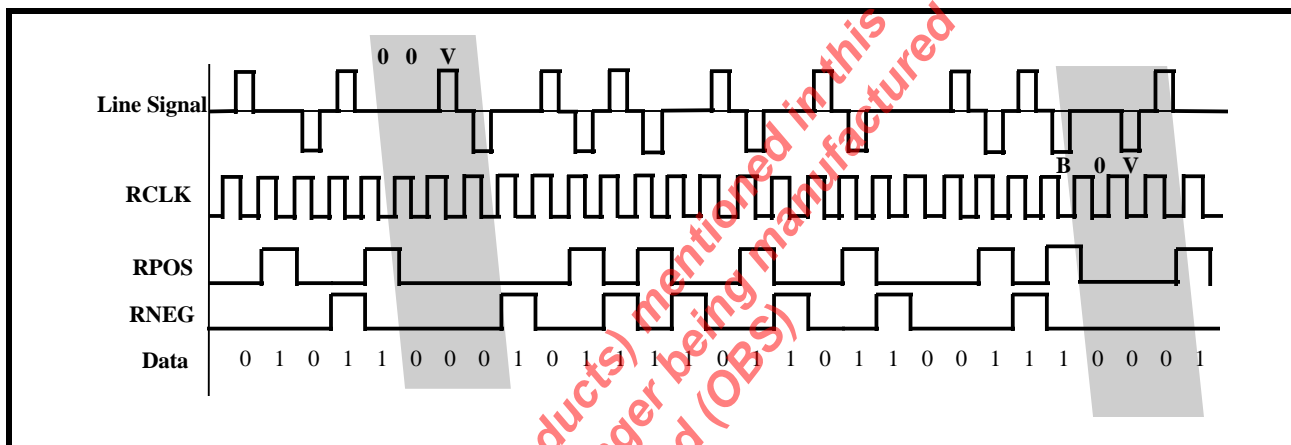 0 0 V
Line Signal
B 0 V
RCLK
RPOS
RNEG
Data 0 1 0 1 1 0 0 0 1 0 1 1 1 1 0 1 1 0 1 1 0 0 1 1 1 0 0 0 1
ducts) mentioned in this
nger being manufactured
d (OBS)